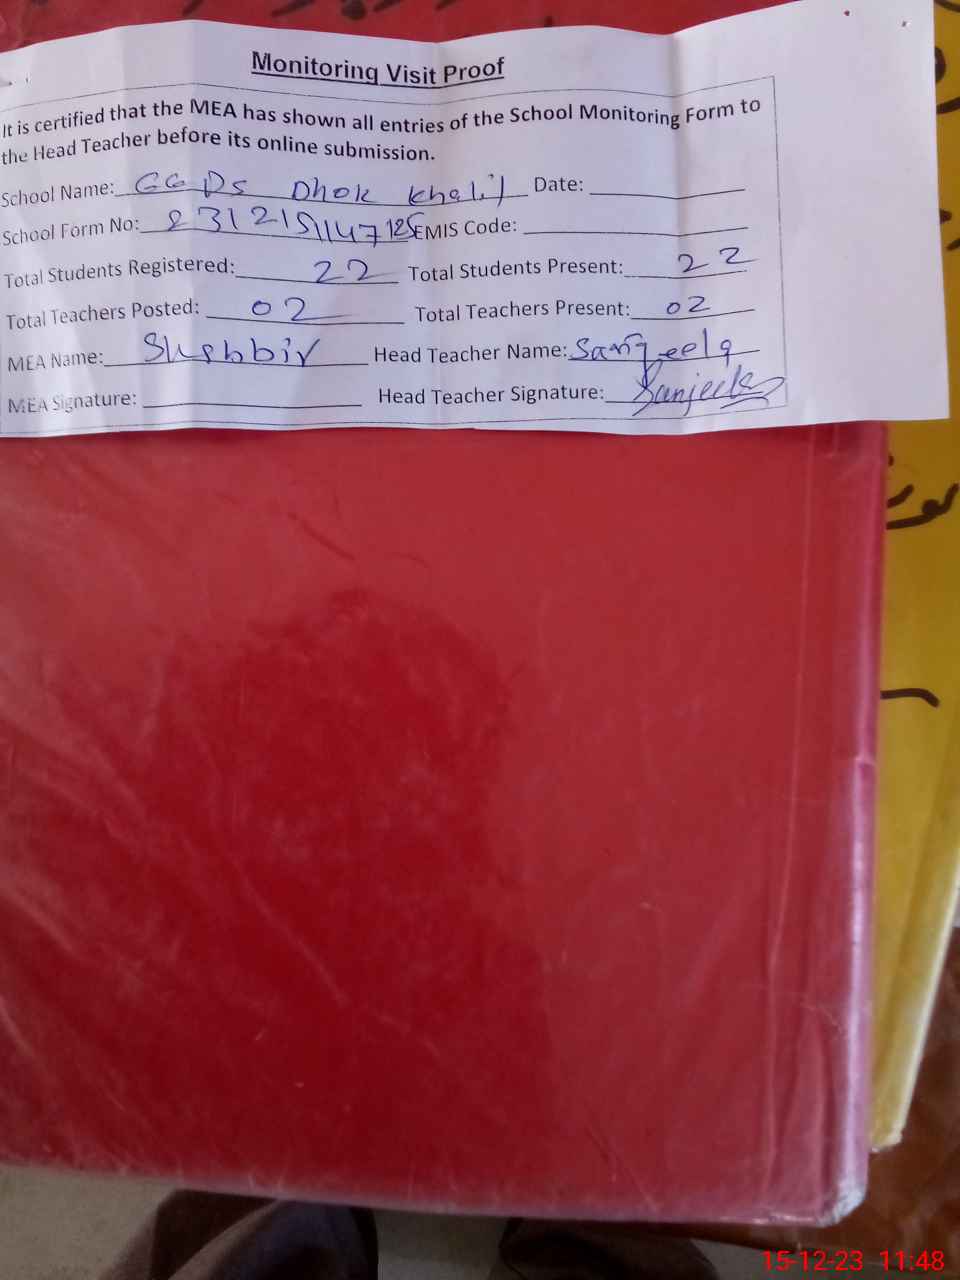 Monitoring Visit Proof
It is certified that the MEA has shown all entries of the School Monitoring Form to
the Head Teacher before its online submission.
School Name: GGPS Dhok Khalil Date:
School Form No: EMIS Code:
Total Students Registered: 22 Total Students Present: 22
Total Teachers Posted: 02 Total Teachers Present: 02
MEA Name: Shabbir Head Teacher Name: Sanjeela
MEA Signature: Head Teacher Signature: Sanjeela
15-12-23 11:48